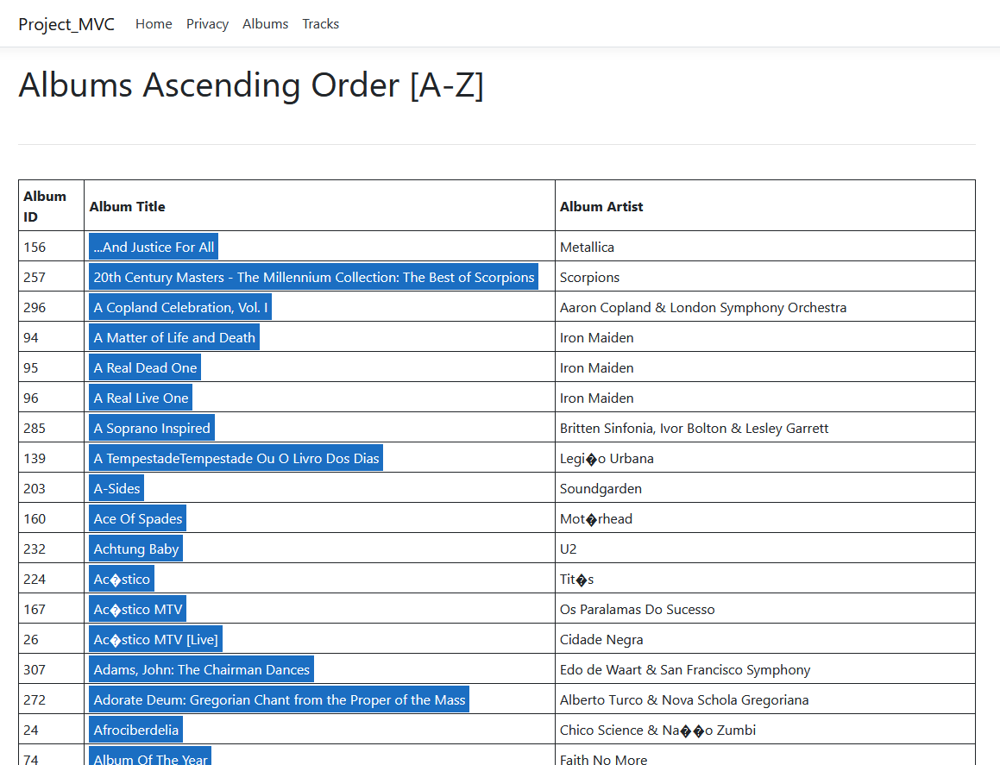 Project_MVC Home Privacy Albums Tracks
Albums Ascending Order [A-Z]
Album ID Album Title Album Artist
156 ...And Justice For All Metallica
257 20th Century Masters - The Millennium Collection: The Best of Scorpions Scorpions
296 A Copland Celebration, Vol. I Aaron Copland & London Symphony Orchestra
94 A Matter of Life and Death Iron Maiden
95 A Real Dead One Iron Maiden
96 A Real Live One Iron Maiden
285 A Soprano Inspired Britten Sinfonia, Ivor Bolton & Lesley Garrett
139 A TempestadeTempestade Ou O Livro Dos Dias Legi�o Urbana
203 A-Sides Soundgarden
160 Ace Of Spades Mot�rhead
232 Achtung Baby U2
224 Ac�stico Tit�s
167 Ac�stico MTV Os Paralamas Do Sucesso
26 Ac�stico MTV [Live] Cidade Negra
307 Adams, John: The Chairman Dances Edo de Waart & San Francisco Symphony
272 Adorate Deum: Gregorian Chant from the Proper of the Mass Alberto Turco & Nova Schola Gregoriana
24 Afrociberdelia Chico Science & Na��o Zumbi
74 Album Of The Year Faith No More